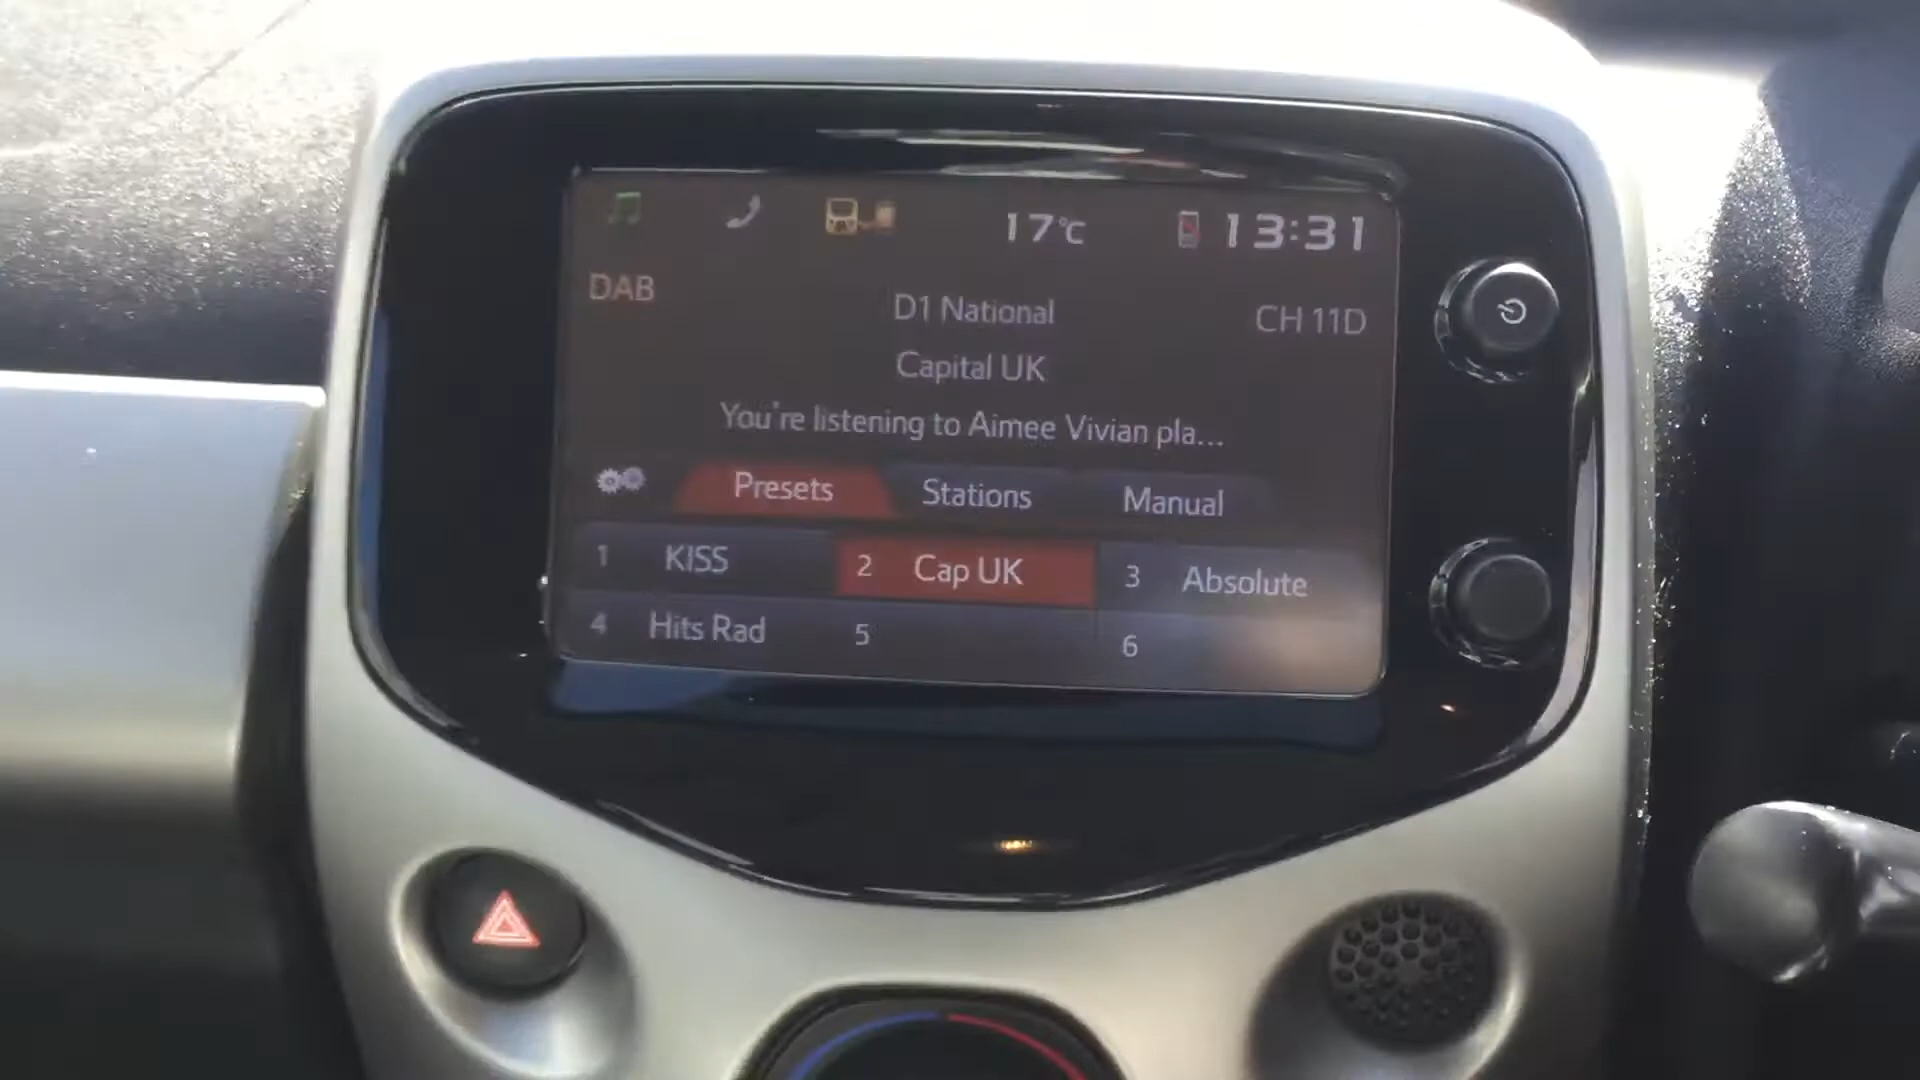 17°C 13:31
DAB
D1 National CH 11D
Capital UK
You're listening to Aimee Vivian pla...
Presets Stations Manual
1 KISS 2 Cap UK 3 Absolute
4 Hits Rad 5 6